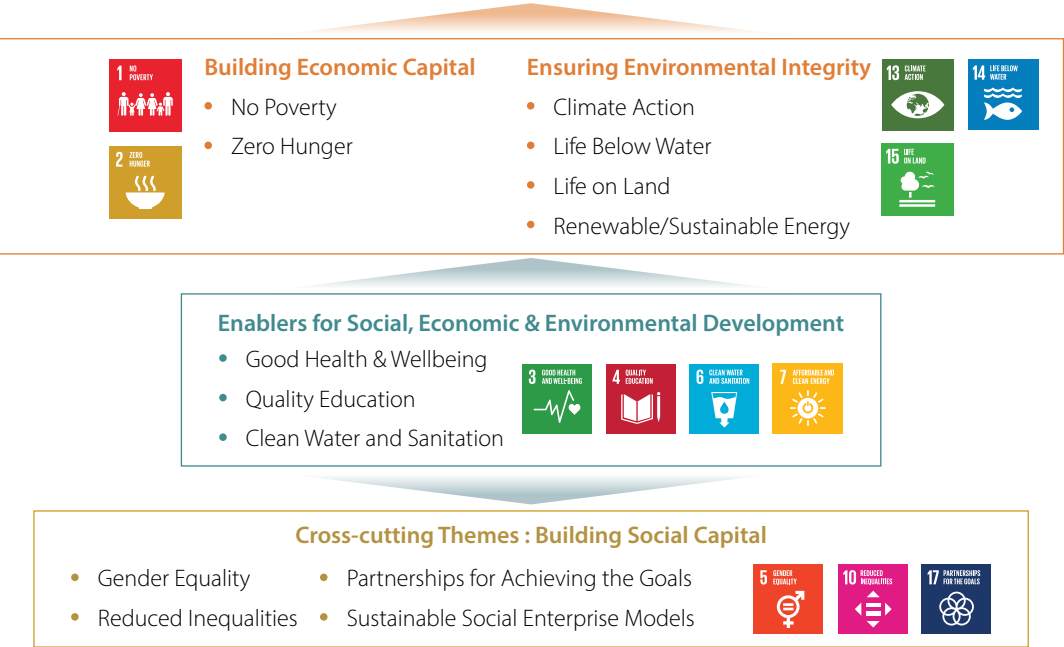 1 NO POVERTY
2 ZERO HUNGER
Building Economic Capital
• No Poverty
• Zero Hunger
Ensuring Environmental Integrity
• Climate Action
• Life Below Water
• Life on Land
• Renewable/Sustainable Energy
13 CLIMATE ACTION
14 LIFE BELOW WATER
15 LIFE ON LAND
Enablers for Social, Economic & Environmental Development
• Good Health & Wellbeing
• Quality Education
• Clean Water and Sanitation
3 GOOD HEALTH AND WELL-BEING
4 QUALITY EDUCATION
6 CLEAN WATER AND SANITATION
7 AFFORDABLE AND CLEAN ENERGY
Cross-cutting Themes : Building Social Capital
• Gender Equality
• Reduced Inequalities
• Partnerships for Achieving the Goals
• Sustainable Social Enterprise Models
5 GENDER EQUALITY
10 REDUCED INEQUALITIES
17 PARTNERSHIPS FOR THE GOALS